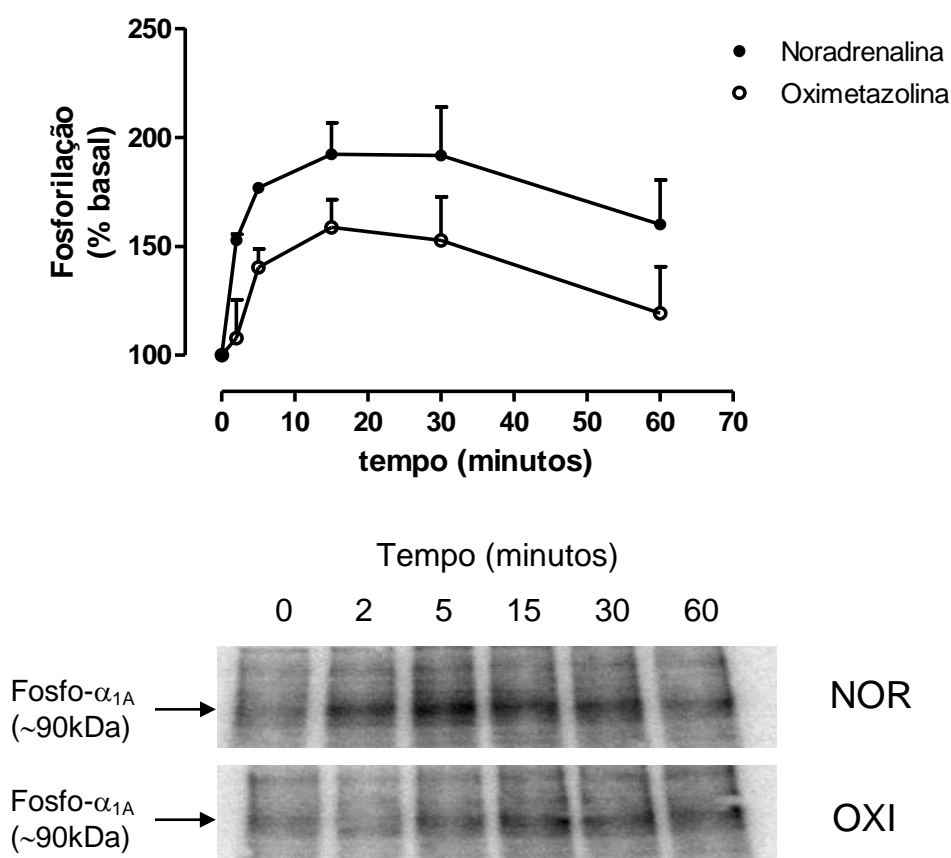 250
200
150
100
Fosforilação
(% basal)
Noradrenalina
Oximetazolina
0 10 20 30 40 50 60 70
tempo (minutos)
Tempo (minutos)
0 2 5 15 30 60
Fosfo-α1A
(~90kDa)
NOR
Fosfo-α1A
(~90kDa)
OXI